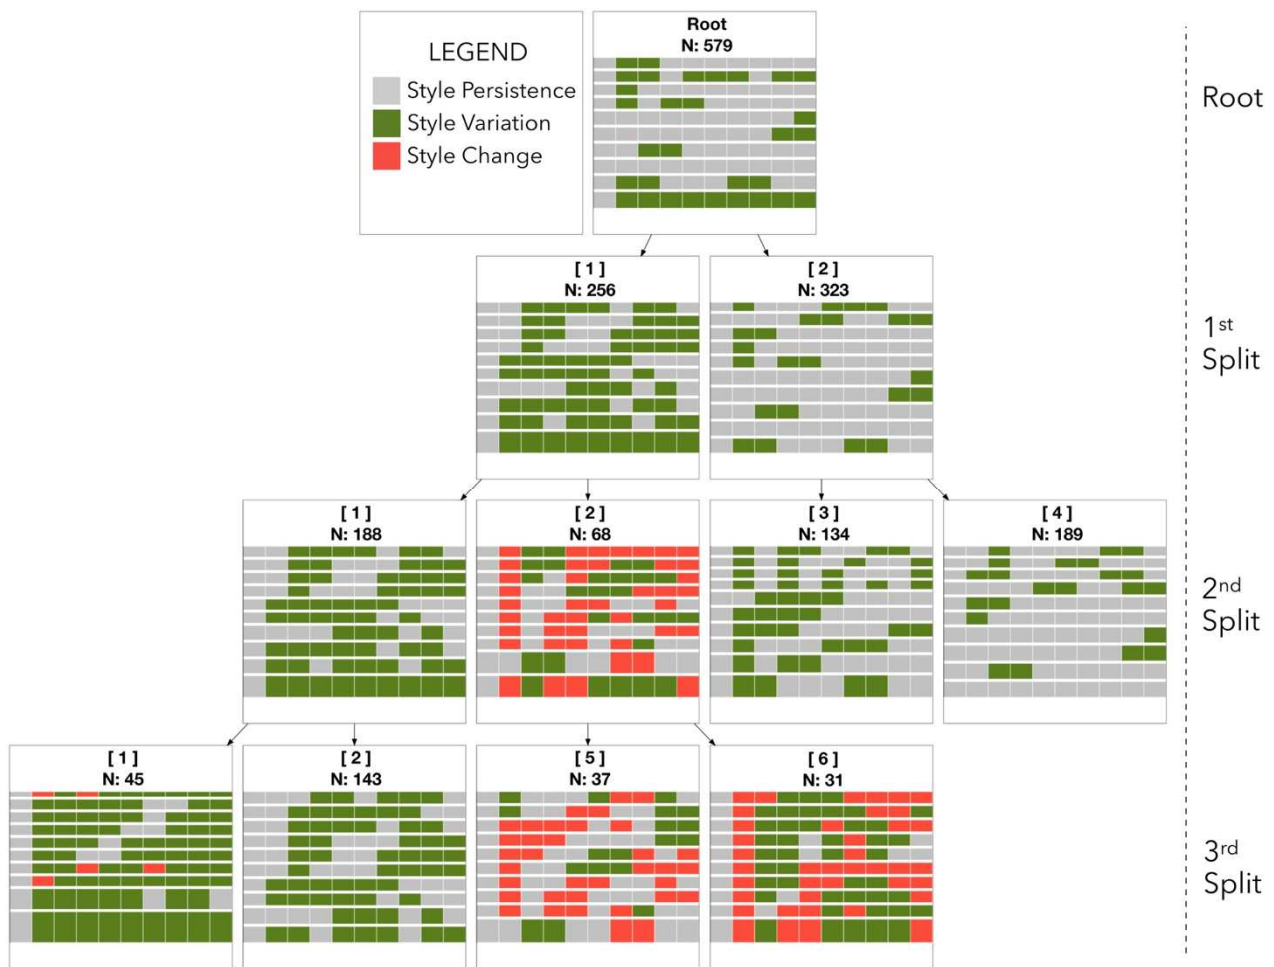 LEGEND
Style Persistence
Style Variation
Style Change
Root
N: 579
Root
[ 1 ]
N: 256
[ 2 ]
N: 323
1st
Split
[ 1 ]
N: 188
[ 2 ]
N: 68
[ 3 ]
N: 134
[ 4 ]
N: 189
2nd
Split
[ 1 ]
N: 45
[ 2 ]
N: 143
[ 5 ]
N: 37
[ 6 ]
N: 31
3rd
Split